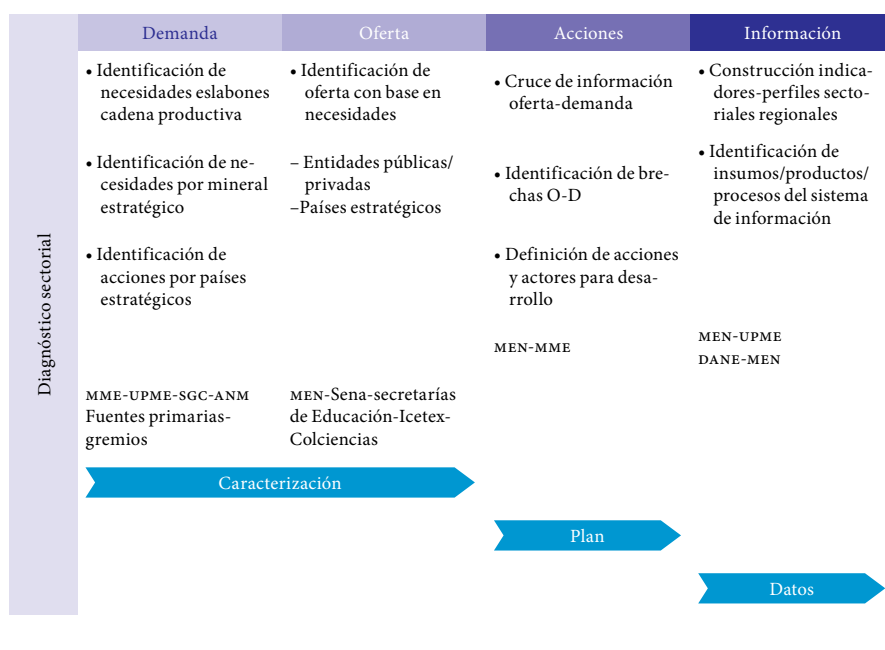 Diagnóstico sectorial
Demanda
• Identificación de
necesidades eslabones
cadena productiva
• Identificación de ne-
cesidades por mineral
estratégico
• Identificación de
acciones por países
estratégicos
MME-UPME-SGC-ANM
Fuentes primarias-
gremios
Oferta
• Identificación de
oferta con base en
necesidades
– Entidades públicas/
privadas
–Países estratégicos
MEN-Sena-secretarías
de Educación-Icetex-
Colciencias
Caracterización
Acciones
• Cruce de información
oferta-demanda
• Identificación de bre-
chas O-D
• Definición de acciones
y actores para desa-
rrollo
MEN-MME
Plan
Información
• Construcción indica-
dores-perfiles secto-
riales regionales
• Identificación de
insumos/productos/
procesos del sistema
de información
MEN-UPME
DANE-MEN
Datos